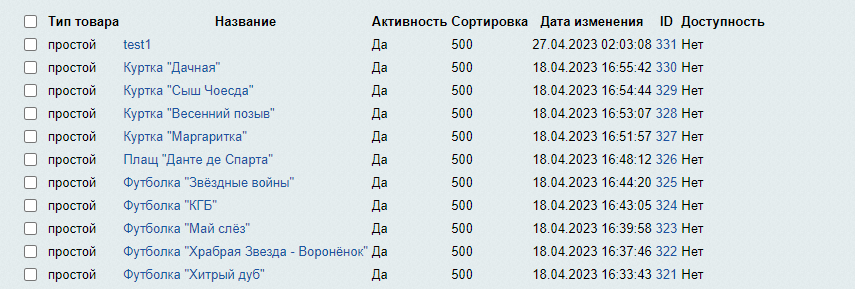 Тип товара Название Активность Сортировка Дата изменения ID Доступность
простой test1 Да 500 27.04.2023 02:03:08 331 Нет
простой Куртка "Дачная" Да 500 18.04.2023 16:55:42 330 Нет
простой Куртка "Сыш Чоесда" Да 500 18.04.2023 16:54:44 329 Нет
простой Куртка "Весенний позыв" Да 500 18.04.2023 16:53:07 328 Нет
простой Куртка "Маргаритка" Да 500 18.04.2023 16:51:57 327 Нет
простой Плащ "Данте де Спарта" Да 500 18.04.2023 16:48:12 326 Нет
простой Футболка "Звёздные войны" Да 500 18.04.2023 16:44:20 325 Нет
простой Футболка "КГБ" Да 500 18.04.2023 16:43:05 324 Нет
простой Футболка "Май слёз" Да 500 18.04.2023 16:39:58 323 Нет
простой Футболка "Храбрая Звезда - Воронёнок" Да 500 18.04.2023 16:37:46 322 Нет
простой Футболка "Хитрый дуб" Да 500 18.04.2023 16:33:43 321 Нет